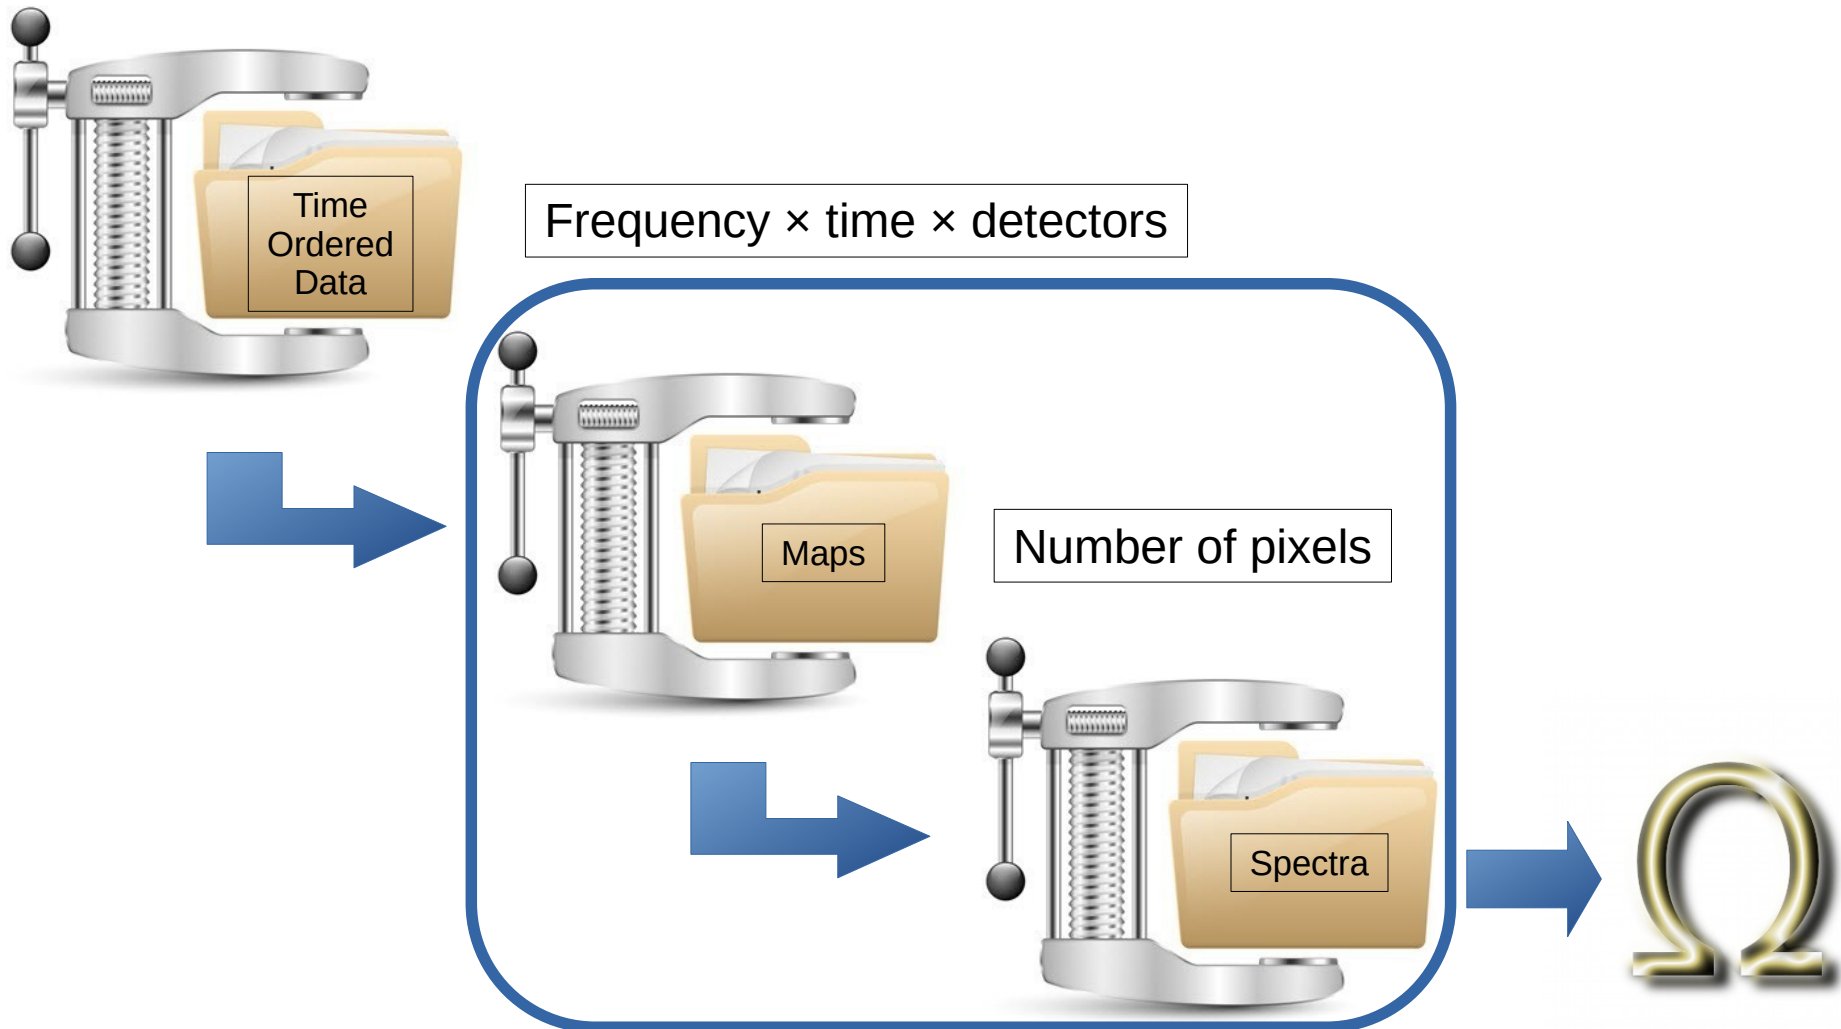 Time
Ordered
Data
Frequency × time × detectors
Maps
Number of pixels
Spectra
Ω